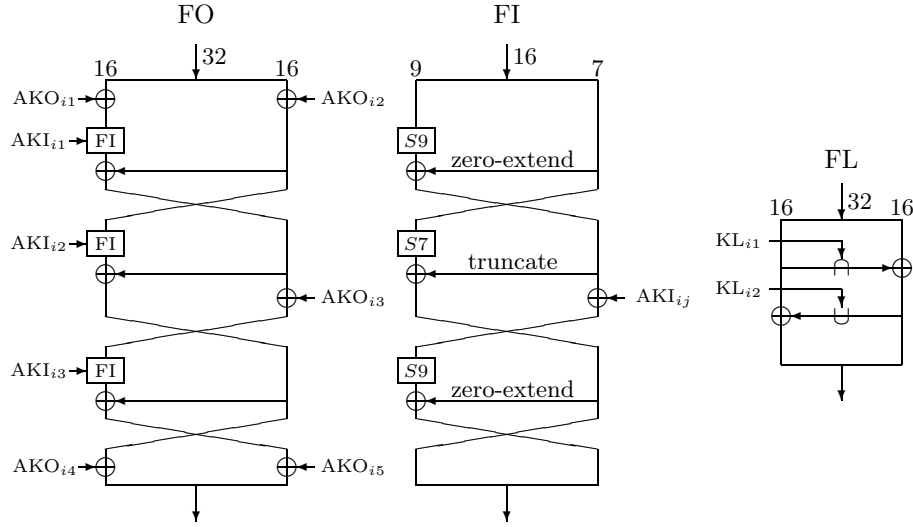 FO
32
16 16
AKO_{i1} AKO_{i2}
AKI_{i1} FI
AKI_{i2} FI
AKO_{i3}
AKI_{i3} FI
AKO_{i4} AKO_{i5}
FI
16
9 7
S9
zero-extend
S7
truncate
AKI_{ij}
S9
zero-extend
FL
32
16 16
KL_{i1}
∩
KL_{i2}
∪